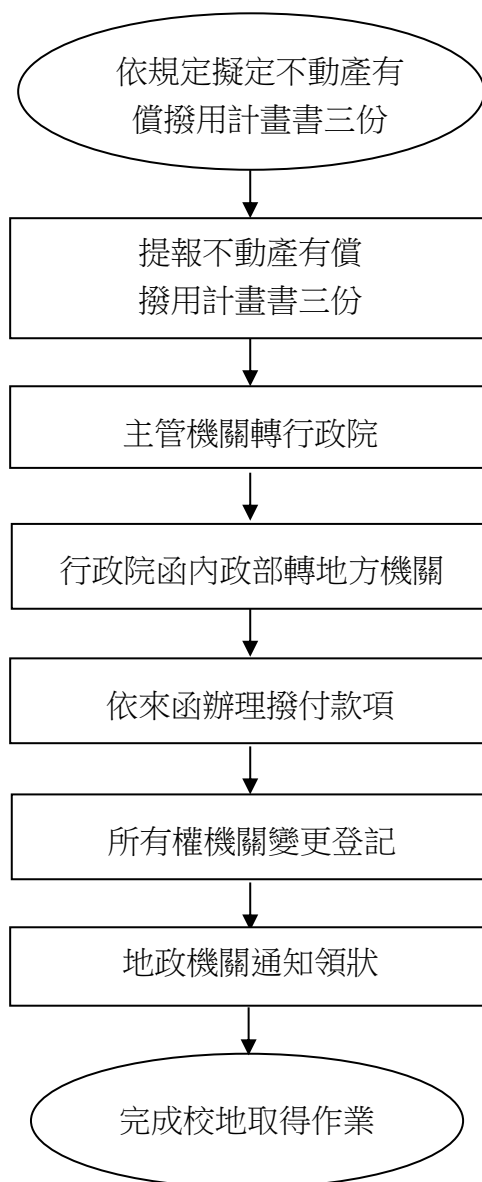 依規定擬定不動產有
償撥用計畫書三份
提報不動產有償
撥用計畫書三份
主管機關轉行政院
行政院函內政部轉地方機關
依來函辦理撥付款項
所有權機關變更登記
地政機關通知領狀
完成校地取得作業